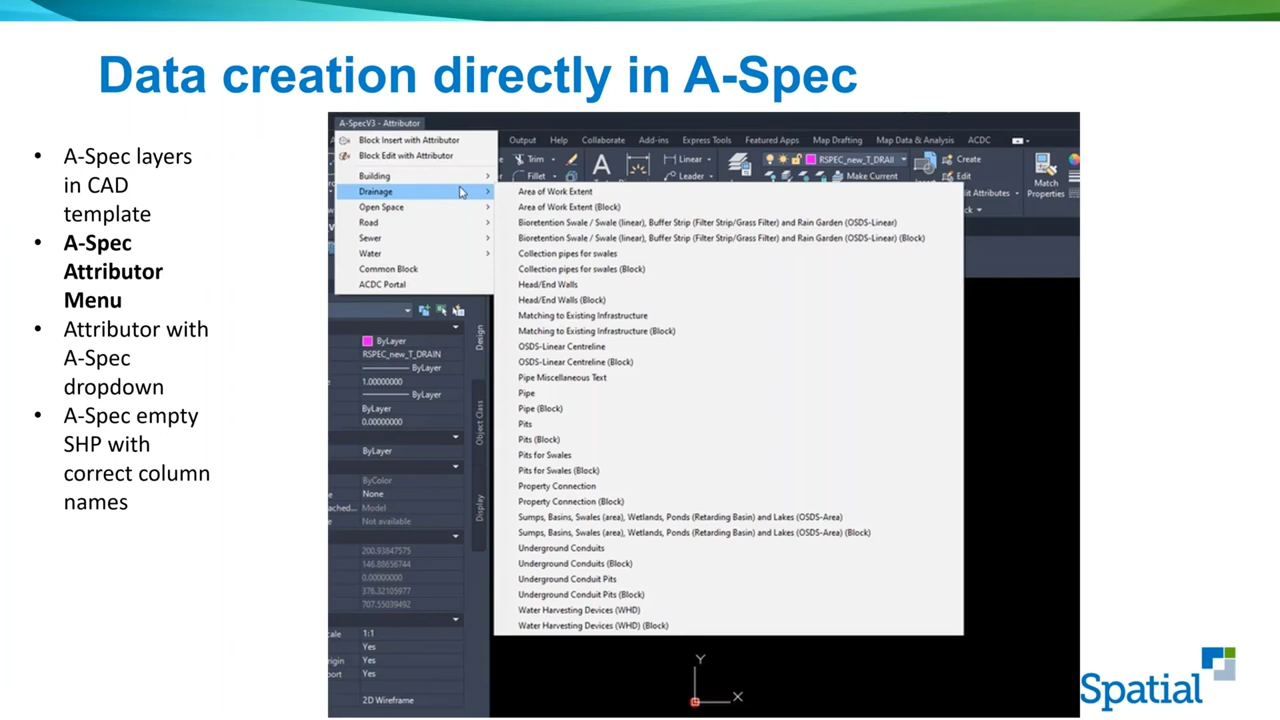 Data creation directly in A-Spec
• A-Spec layers
in CAD
template
• A-Spec
Attributor
Menu
• Attributor with
A-Spec
dropdown
• A-Spec empty
SHP with
correct column
names
A-SpecV3 - Attributor
Block Insert with Attributor
Block Edit with Attributor
Building
Drainage
Open Space
Road
Sewer
Water
Common Block
ACDC Portal
Output Help Collaborate Add-ins Express Tools Featured Apps Map Drafting Map Data & Analysis ACDC
Trim
Fillet
A
Linear
Leader
RSPEC_new_T_DRAI
Make Current
Create
Edit
dit Attributes
Match
Properties
Area of Work Extent
Area of Work Extent (Block)
Bioretention Swale / Swale (linear), Buffer Strip (Filter Strip/Grass Filter) and Rain Garden (OSDS-Linear)
Bioretention Swale / Swale (linear), Buffer Strip (Filter Strip/Grass Filter) and Rain Garden (OSDS-Linear) (Block)
Collection pipes for swales
Collection pipes for swales (Block)
Head/End Walls
Head/End Walls (Block)
Matching to Existing Infrastructure
Matching to Existing Infrastructure (Block)
OSDS-Linear Centreline
OSDS-Linear Centreline (Block)
Pipe Miscellaneous Text
Pipe
Pipe (Block)
Pits
Pits (Block)
Pits for Swales
Pits for Swales (Block)
Property Connection
Property Connection (Block)
Sumps, Basins, Swales (area), Wetlands, Ponds (Retarding Basin) and Lakes (OSDS-Area)
Sumps, Basins, Swales (area), Wetlands, Ponds (Retarding Basin) and Lakes (OSDS-Area) (Block)
Underground Conduits
Underground Conduits (Block)
Underground Conduit Pits
Underground Conduit Pits (Block)
Water Harvesting Devices (WHD)
Water Harvesting Devices (WHD) (Block)
ByLayer
RSPEC_new_T_DRAIN
ByLayer
1.00000000
ByLayer
ByLayer
0.00000000
ByLayer
ByColor
None
ached... Model
Not available
200.93847575
146.88656744
0.00000000
376.32105977
707.55039492
cale 1:1
Yes
rigin Yes
port Yes
2D Wireframe
Design
Object Class
Display
Y
X
Spatial